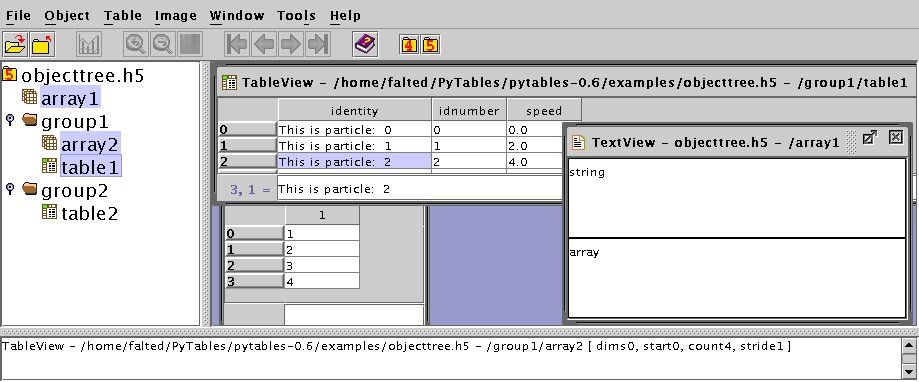 File Object Table Image Window Tools Help
4 5
5 objecttree.h5
array1
group1
array2
table1
group2
table2
TableView - /home/falted/PyTables/pytables-0.6/examples/objecttree.h5 - /group1/table1
identity idnumber speed
0 This is particle: 0 0 0.0
1 This is particle: 1 1 2.0
2 This is particle: 2 2 4.0
3, 1 = This is particle: 2
TextView - objecttree.h5 - /array1
string
array
1
0 1
1 2
2 3
3 4
TableView - /home/falted/PyTables/pytables-0.6/examples/objecttree.h5 - /group1/array2 [ dims0, start0, count4, stride1 ]